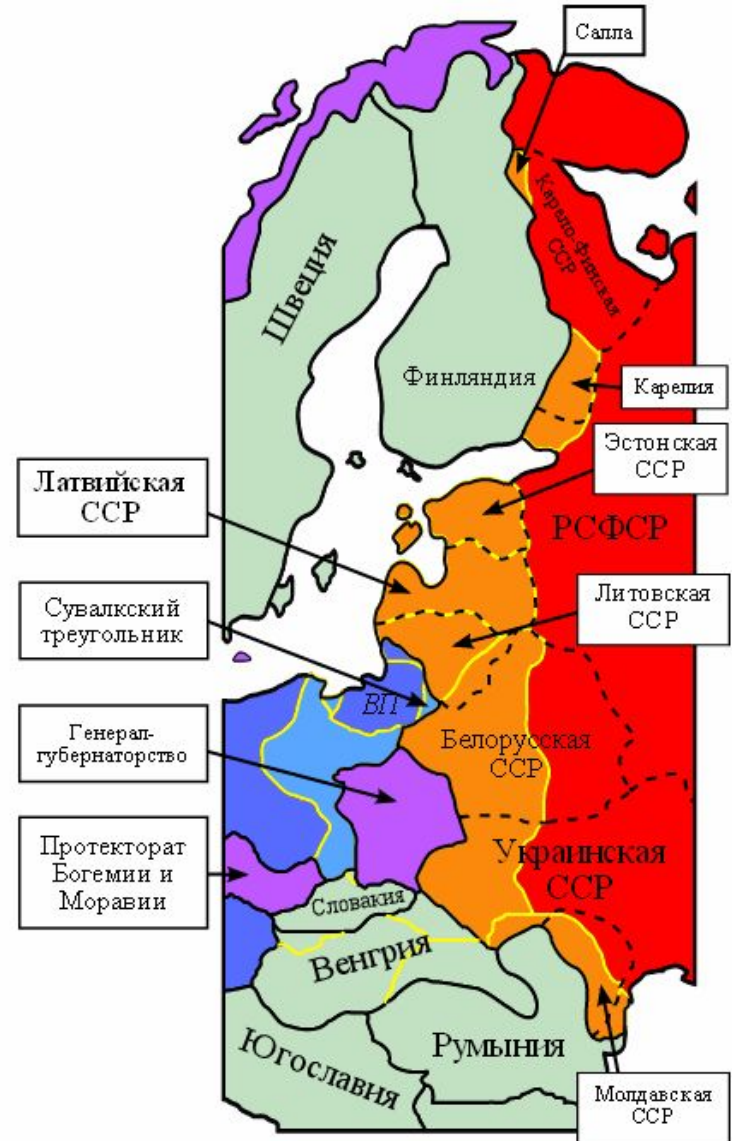 Салла
Карало-Финская
ССР
Швеция
Финляндия
Карелия
Эстонская
ССР
Латвийская
ССР
РСФСР
Литовская
ССР
Сувалкский
треугольник
ВП
Генерал-
губернаторство
Белорусская
ССР
Протекторат
Богемии и
Моравии
Украинская
ССР
Словакия
Венгрия
Румыния
Югославия
Молдавская
ССР